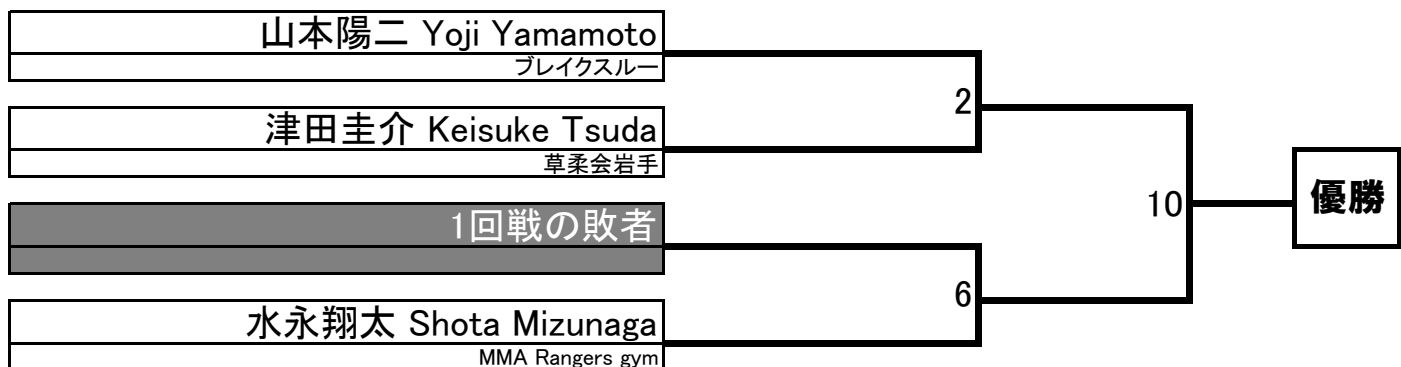 山本陽二 Yoji Yamamoto
ブレイクスルー
2
津田圭介 Keisuke Tsuda
草柔会岩手
10
優勝
1回戦の敗者
6
水永翔太 Shota Mizunaga
MMA Rangers gym